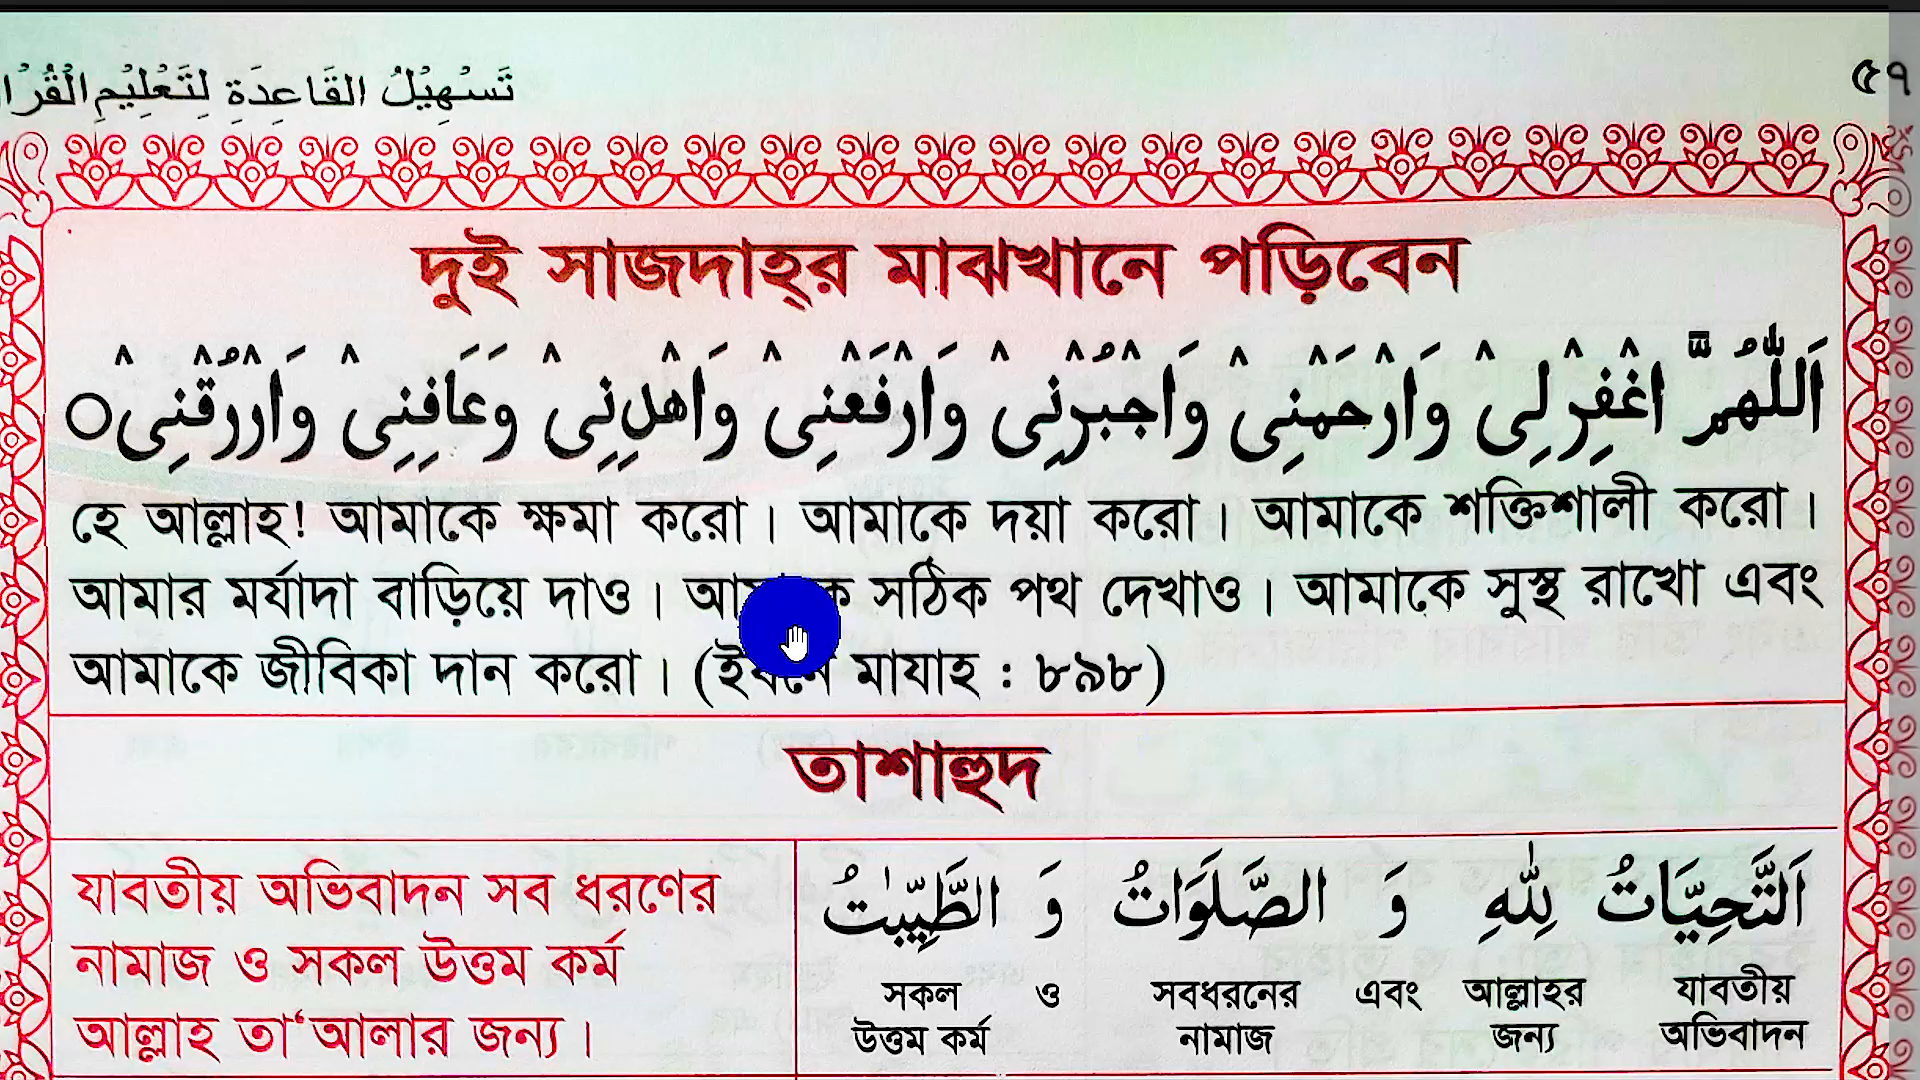 تَسْهِيْلُ القَاعِدَةِ لِتَعْلِيْمِ الْقُرْا
৫৭
দুই সাজদাহ্‌র মাঝখানে পড়িবেন
اَللّٰهُمَّ اغْفِرْلِىْ وَارْحَمْنِىْ وَاجْبُرْنِىْ وَارْفَعْنِىْ وَاهْدِنِىْ وَعَافِنِىْ وَارْزُقْنِىْ○
হে আল্লাহ! আমাকে ক্ষমা করো। আমাকে দয়া করো। আমাকে শক্তিশালী করো।
আমার মর্যাদা বাড়িয়ে দাও। আমাকে সঠিক পথ দেখাও। আমাকে সুস্থ রাখো এবং
আমাকে জীবিকা দান করো। (ইবনে মাযাহ : ৮৯৮)
তাশাহুদ
اَلتَّحِيَّاتُ لِلّٰهِ وَ الصَّلَوَاتُ وَ الطَّيِّبٰتُ
যাবতীয় আল্লাহর এবং সবধরনের ও সকল
অভিবাদন জন্য নামাজ উত্তম কর্ম
যাবতীয় অভিবাদন সব ধরণের
নামাজ ও সকল উত্তম কর্ম
আল্লাহ তা‘আলার জন্য।